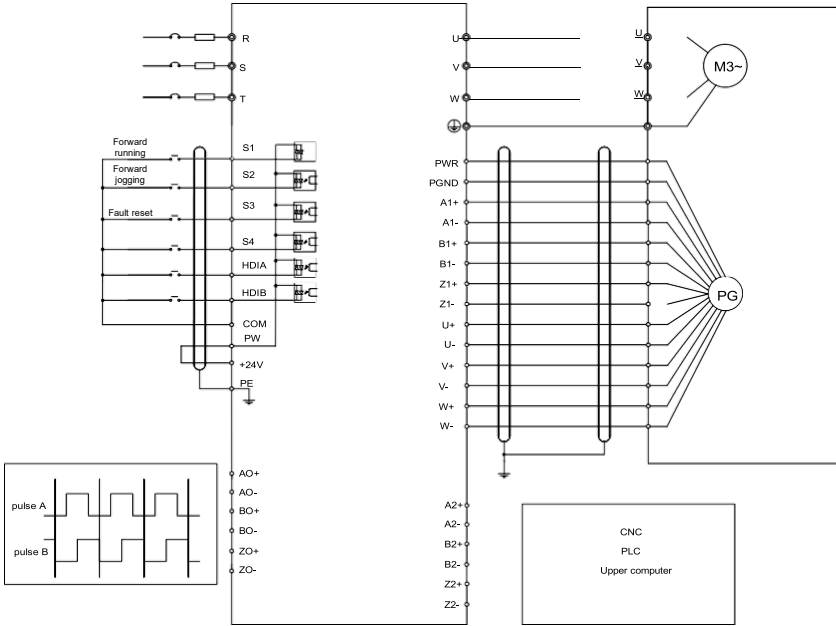 R
S
T
Forward
running
Forward
jogging
Fault reset
S1
S2
S3
S4
HDIA
HDIB
COM
PW
+24V
PE
AO+
AO-
BO+
BO-
ZO+
ZO-
pulse A
pulse B
U
V
W
PWR
PGND
A1+
A1-
B1+
B1-
Z1+
Z1-
U+
U-
V+
V-
W+
W-
A2+
A2-
B2+
B2-
Z2+
Z2-
U
V
W
M3~
PG
CNC
PLC
Upper computer